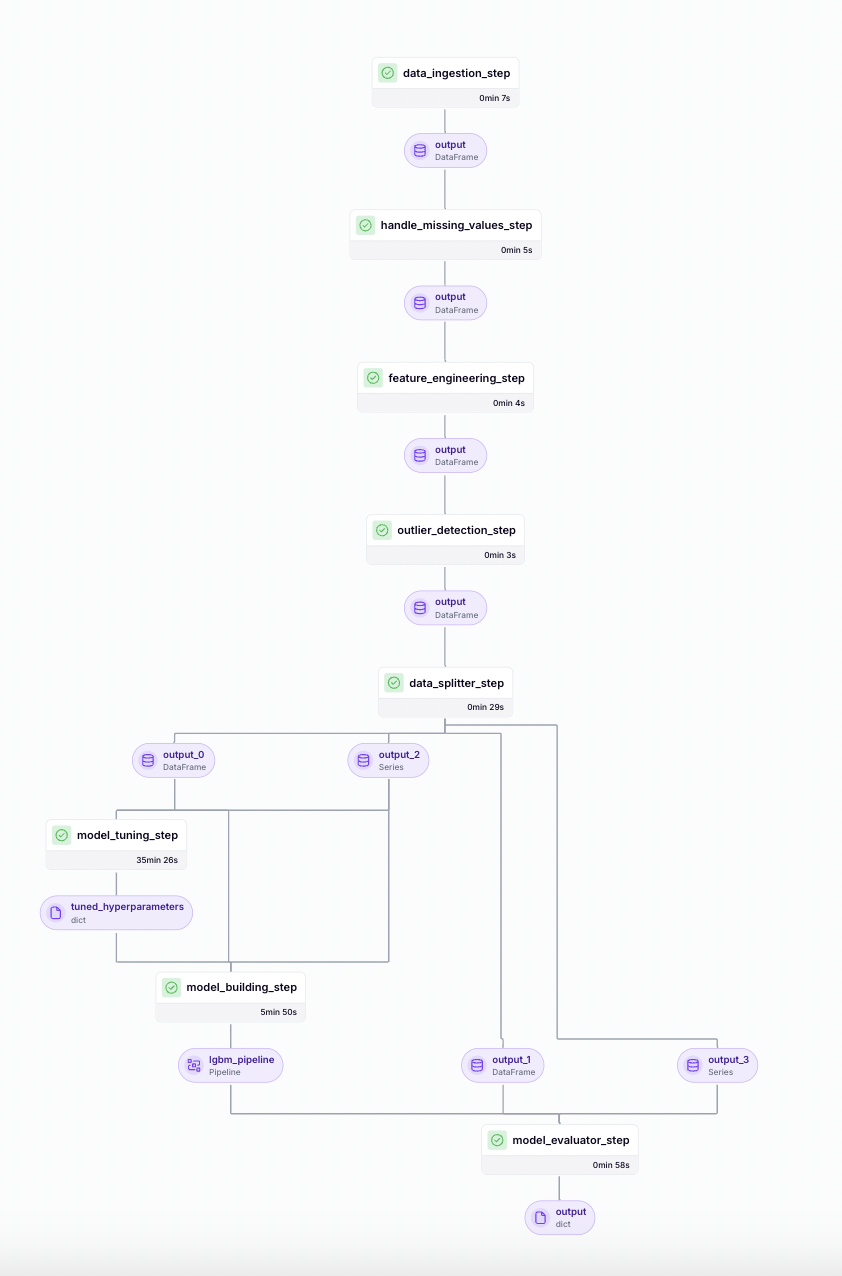 data_ingestion_step
0min 7s
output
DataFrame
handle_missing_values_step
0min 5s
output
DataFrame
feature_engineering_step
0min 4s
output
DataFrame
outlier_detection_step
0min 3s
output
DataFrame
data_splitter_step
0min 29s
output_0
DataFrame
output_2
Series
model_tuning_step
35min 26s
tuned_hyperparameters
dict
model_building_step
5min 50s
lgbm_pipeline
Pipeline
output_1
DataFrame
output_3
Series
model_evaluator_step
0min 58s
output
dict